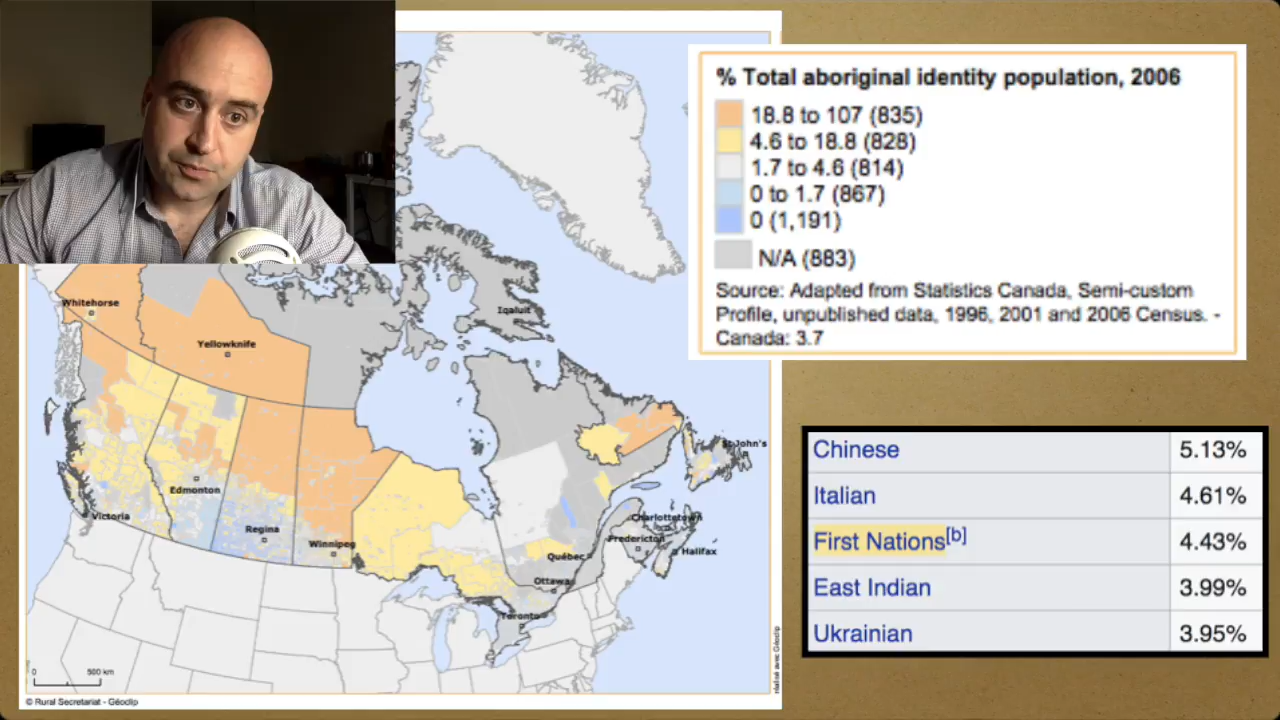 % Total aboriginal identity population, 2006
18.8 to 107 (835)
4.6 to 18.8 (828)
1.7 to 4.6 (814)
0 to 1.7 (867)
0 (1,191)
N/A (883)
Source: Adapted from Statistics Canada, Semi-custom
Profile, unpublished data, 1996, 2001 and 2006 Census. -
Canada: 3.7
Whitehorse
Iqaluit
Yellowknife
St John's
Edmonton
Victoria
Regina
Charlottetown
Fredericton
Winnipeg
Halifax
Québec
Ottawa
Toronto
0 500 km
© Rural Secretariat - Géoclip
réalisé avec Géoclip
Chinese 5.13%
Italian 4.61%
First Nations[b] 4.43%
East Indian 3.99%
Ukrainian 3.95%